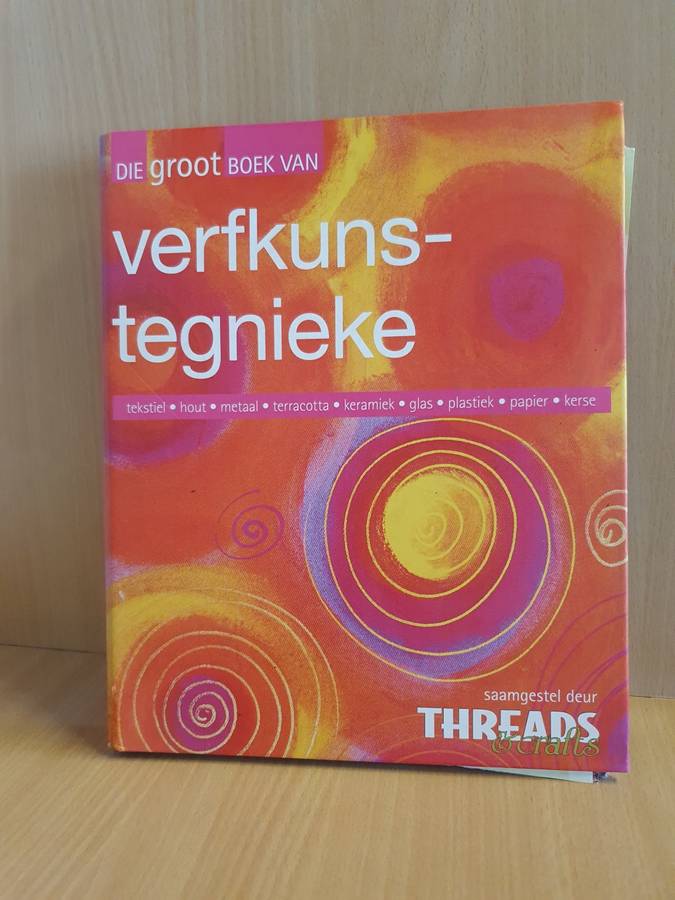 DIE groot BOEK VAN
verfkuns-
tegnieke
tekstiel • hout • metaal • terracotta • keramiek • glas • plastiek • papier • kerse
saamgestel deur
THREADS
& crafts